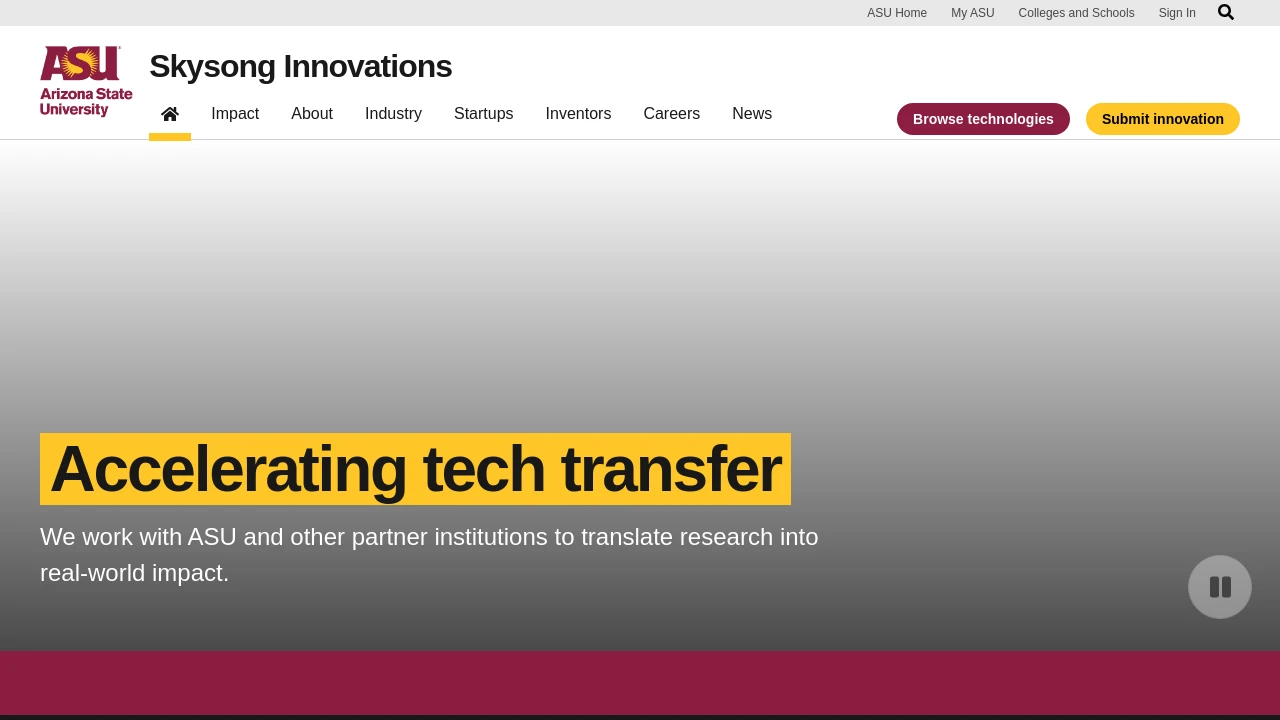 ASU Home
My ASU
Colleges and Schools
Sign In
ASU
Arizona State
University
Skysong Innovations
Impact
About
Industry
Startups
Inventors
Careers
News
Browse technologies
Submit innovation
Accelerating tech transfer
We work with ASU and other partner institutions to translate research into
real-world impact.